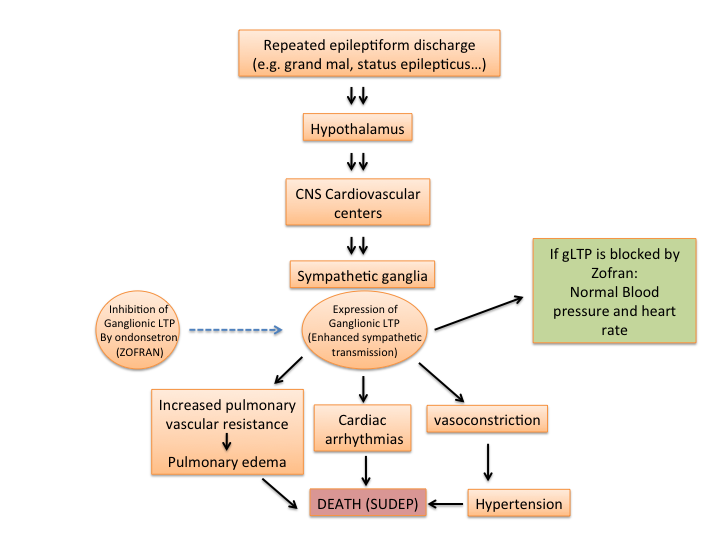 Repeated epileptiform discharge
(e.g. grand mal, status epilepticus…)
Hypothalamus
CNS Cardiovascular
centers
Sympathetic ganglia
If gLTP is blocked by
Zofran:
Normal Blood
pressure and heart
rate
Inhibition of
Ganglionic LTP
By ondonsetron
(ZOFRAN)
Expression of
Ganglionic LTP
(Enhanced sympathetic
transmission)
Increased pulmonary
vascular resistance
Pulmonary edema
Cardiac
arrhythmias
vasoconstriction
DEATH (SUDEP)
Hypertension